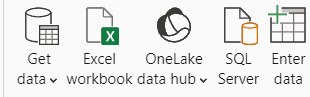 Get data
Excel workbook
OneLake data hub
SQL Server
Enter data